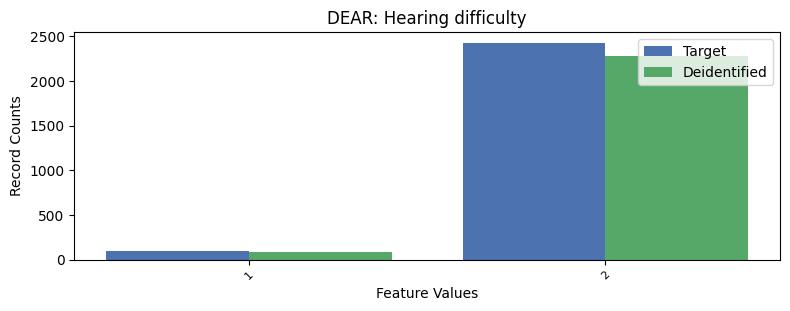 DEAR: Hearing difficulty
Record Counts
2500
2000
1500
1000
500
0
Target
Deidentified
1
2
Feature Values